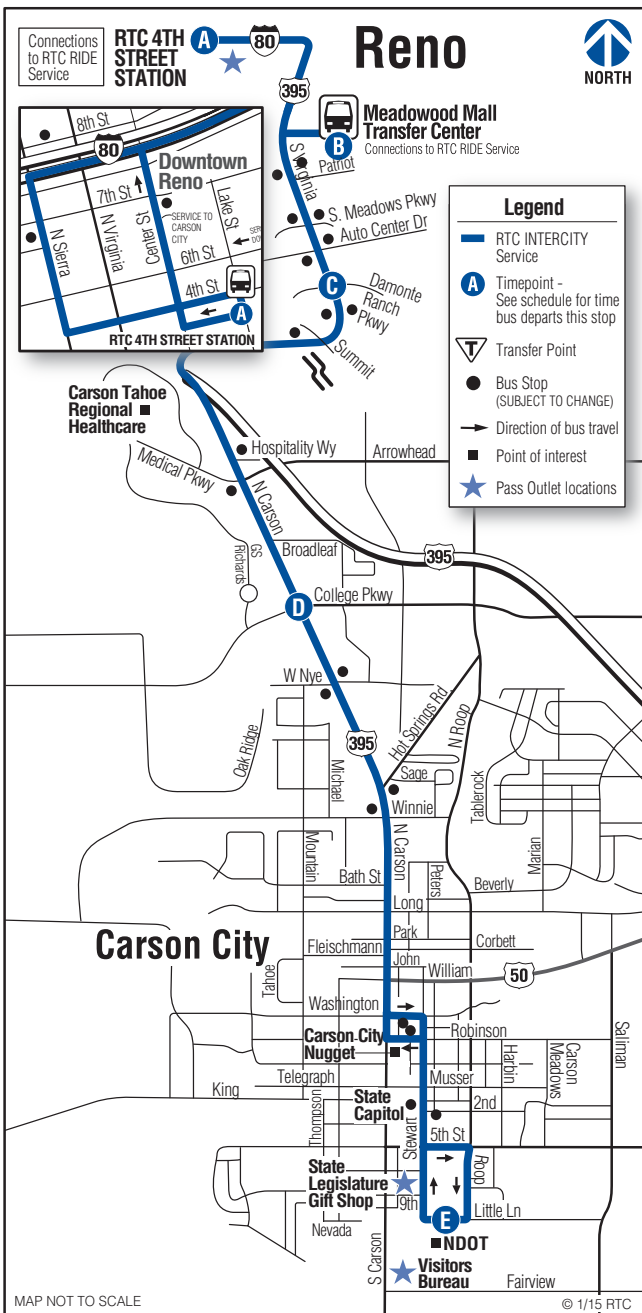 Connections
to RTC RIDE
Service
RTC 4TH
STREET
STATION
A
80
Reno
NORTH
395
Meadowood Mall
Transfer Center
Connections to RTC RIDE Service
B
S Virginia
Patriot
S. Meadows Pkwy
Auto Center Dr
C
Damonte
Ranch
Pkwy
Summit
8th St
80
Downtown
Reno
7th St
N Sierra
N Virginia
Center St
SERVICE TO
CARSON
CITY
Lake St
6th St
4th St
A
RTC 4TH STREET STATION
Legend
RTC INTERCITY
Service
A
Timepoint -
See schedule for time
bus departs this stop
T
Transfer Point
Bus Stop
(SUBJECT TO CHANGE)
Direction of bus travel
Point of interest
Pass Outlet locations
Carson Tahoe
Regional
Healthcare
Hospitality Wy
Arrowhead
Medical Pkwy
N Carson
GS
Richards
Broadleaf
395
D
College Pkwy
W Nye
Oak Ridge
395
Hot Springs Rd
N Roop
Michael
Sage
Winnie
Tablerock
Marian
Mountain
N Carson
Bath St
Peters
Beverly
Long
Park
Carson City
Fleischmann
Corbett
John
Tahoe
William
50
Washington
Carson City
Nugget
Robinson
Harbin
Carson
Meadows
Saliman
Telegraph
Musser
King
Thompson
State
Capitol
2nd
Stewart
5th St
State
Legislature
Gift Shop
Roop
9th
Little Ln
Nevada
E
NDOT
S Carson
Visitors
Bureau
Fairview
MAP NOT TO SCALE
© 1/15 RTC